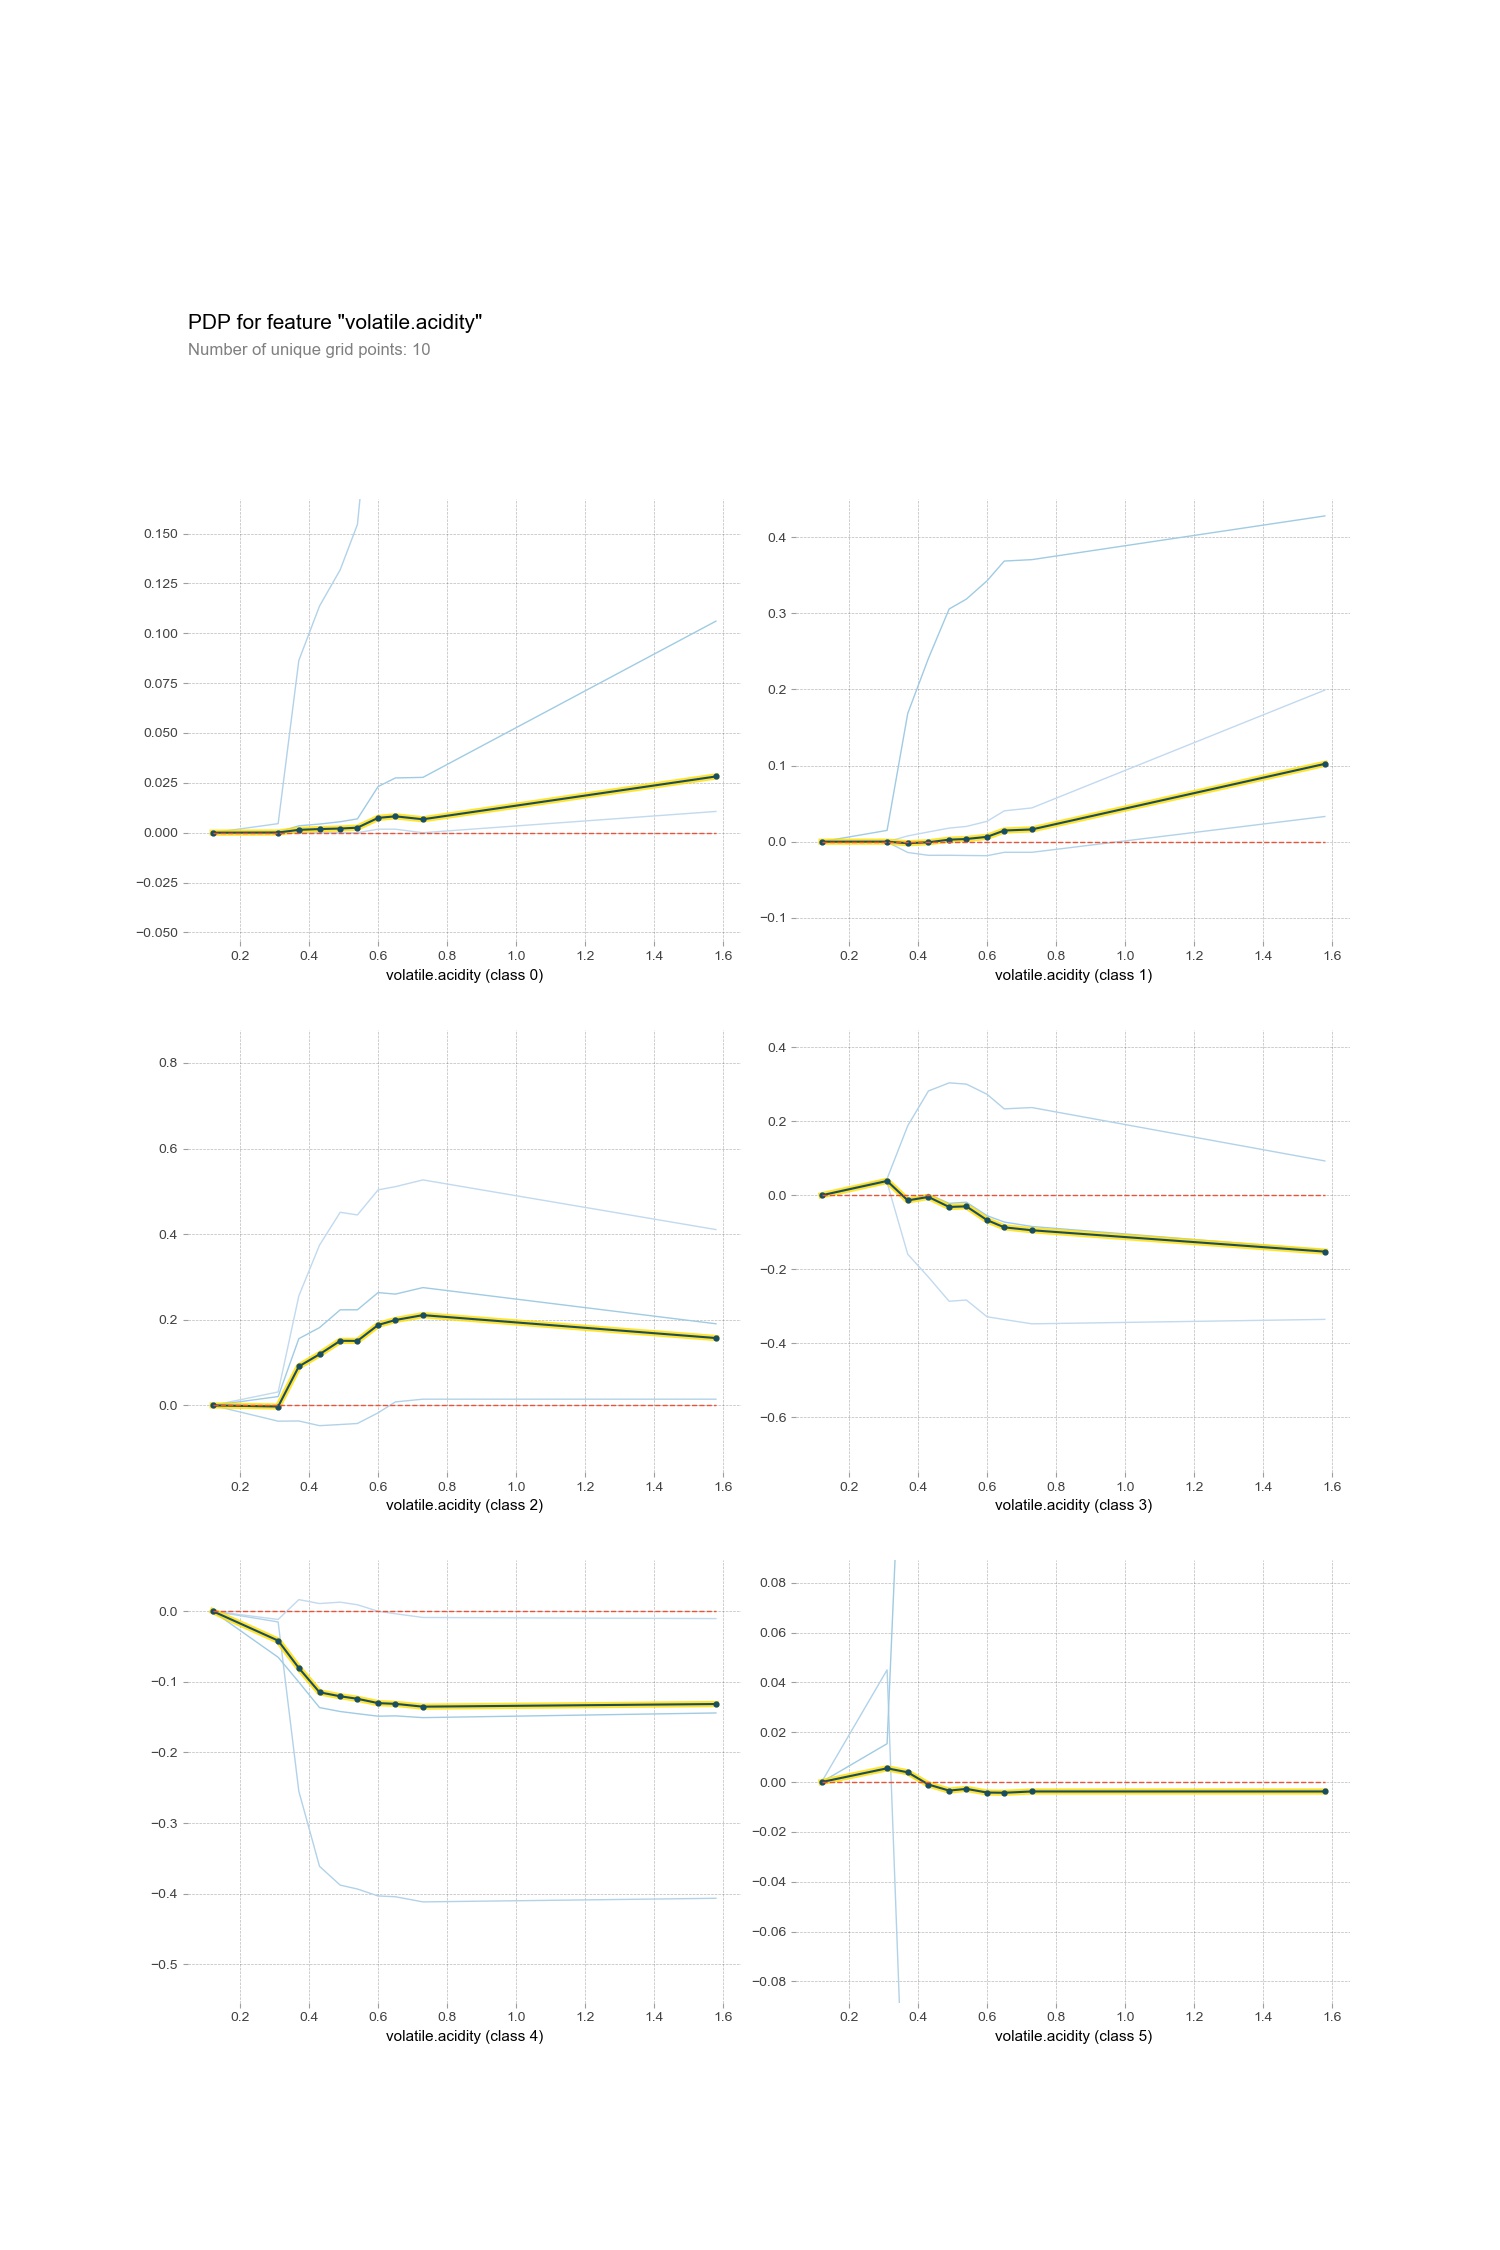 PDP for feature "volatile.acidity"
Number of unique grid points: 10
0.150
0.125
0.100
0.075
0.050
0.025
0.000
−0.025
−0.050
0.2 0.4 0.6 0.8 1.0 1.2 1.4 1.6
volatile.acidity (class 0)
0.4
0.3
0.2
0.1
0.0
−0.1
0.2 0.4 0.6 0.8 1.0 1.2 1.4 1.6
volatile.acidity (class 1)
0.8
0.6
0.4
0.2
0.0
0.2 0.4 0.6 0.8 1.0 1.2 1.4 1.6
volatile.acidity (class 2)
0.4
0.2
0.0
−0.2
−0.4
−0.6
0.2 0.4 0.6 0.8 1.0 1.2 1.4 1.6
volatile.acidity (class 3)
0.0
−0.1
−0.2
−0.3
−0.4
−0.5
0.2 0.4 0.6 0.8 1.0 1.2 1.4 1.6
volatile.acidity (class 4)
0.08
0.06
0.04
0.02
0.00
−0.02
−0.04
−0.06
−0.08
0.2 0.4 0.6 0.8 1.0 1.2 1.4 1.6
volatile.acidity (class 5)